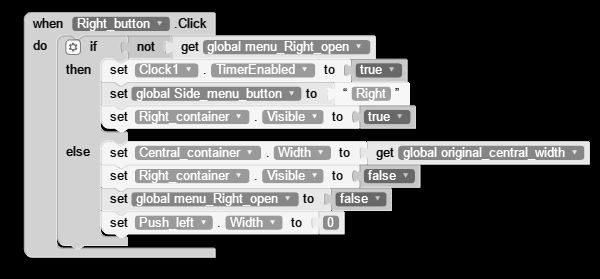 when Right_button .Click
do if not get global menu_Right_open
then set Clock1 . TimerEnabled to true
set global Side_menu_button to " Right "
set Right_container . Visible to true
else set Central_container . Width to get global original_central_width
set Right_container . Visible to false
set global menu_Right_open to false
set Push_left . Width to 0